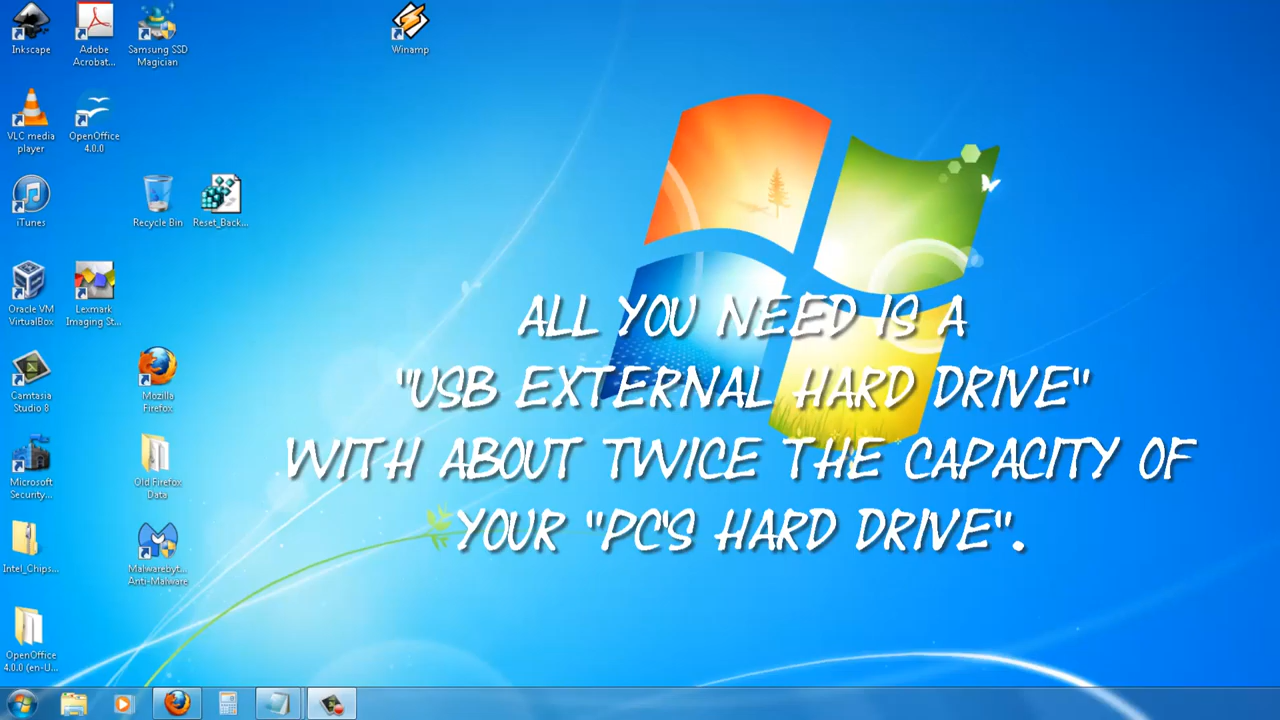 Inkscape
Adobe
Acrobat...
Samsung SSD
Magician
Winamp
VLC media
player
OpenOffice
4.0.0
iTunes
Recycle Bin
Reset_Back...
Oracle VM
VirtualBox
Lexmark
Imaging St...
Camtasia
Studio 8
Mozilla
Firefox
Microsoft
Security...
Old Firefox
Data
Intel_Chips...
Malwarebyt...
Anti-Malware
OpenOffice
4.0.0 (en-U...
ALL YOU NEED IS A
"USB EXTERNAL HARD DRIVE"
WITH ABOUT TWICE THE CAPACITY OF
YOUR "PC'S HARD DRIVE".